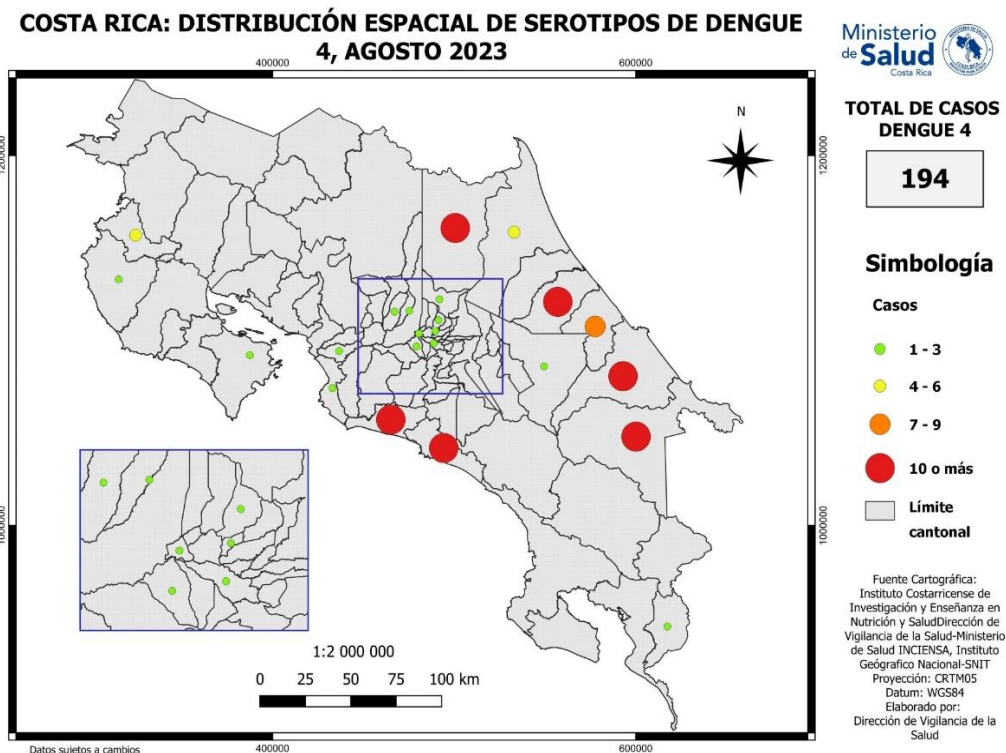 COSTA RICA: DISTRIBUCIÓN ESPACIAL DE SEROTIPOS DE DENGUE
4, AGOSTO 2023
Ministerio
de Salud
Costa Rica
400000
600000
1200000
1200000
N
TOTAL DE CASOS
DENGUE 4
194
Simbología
Casos
1 - 3
4 - 6
7 - 9
10 o más
Límite
cantonal
1000000
1000000
1:2 000 000
0 25 50 75 100 km
Fuente Cartográfica:
Instituto Costarricense de
Investigación y Enseñanza en
Nutrición y SaludDirección de
Vigilancia de la Salud-Ministerio
de Salud INCIENSA, Instituto
Geógrafico Nacional-SNIT
Proyección: CRTM05
Datum: WGS84
Elaborado por:
Dirección de Vigilancia de la
Salud
Datos sujetos a cambios
400000
600000